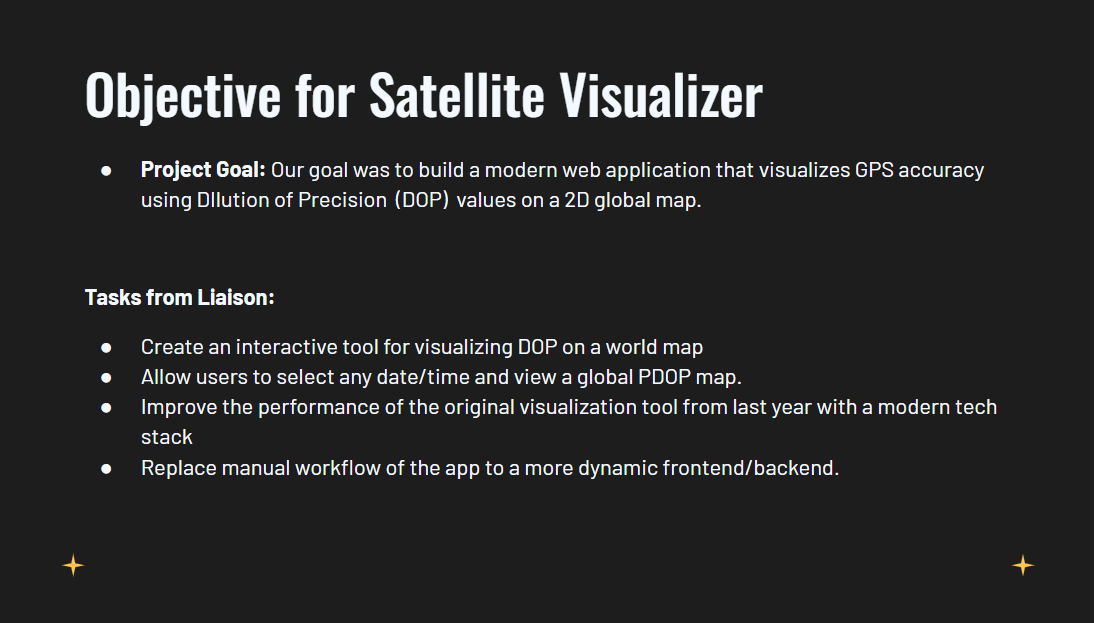 Objective for Satellite Visualizer
● Project Goal: Our goal was to build a modern web application that visualizes GPS accuracy
using DIlution of Precision (DOP) values on a 2D global map.
Tasks from Liaison:
● Create an interactive tool for visualizing DOP on a world map
● Allow users to select any date/time and view a global PDOP map.
● Improve the performance of the original visualization tool from last year with a modern tech
stack
● Replace manual workflow of the app to a more dynamic frontend/backend.